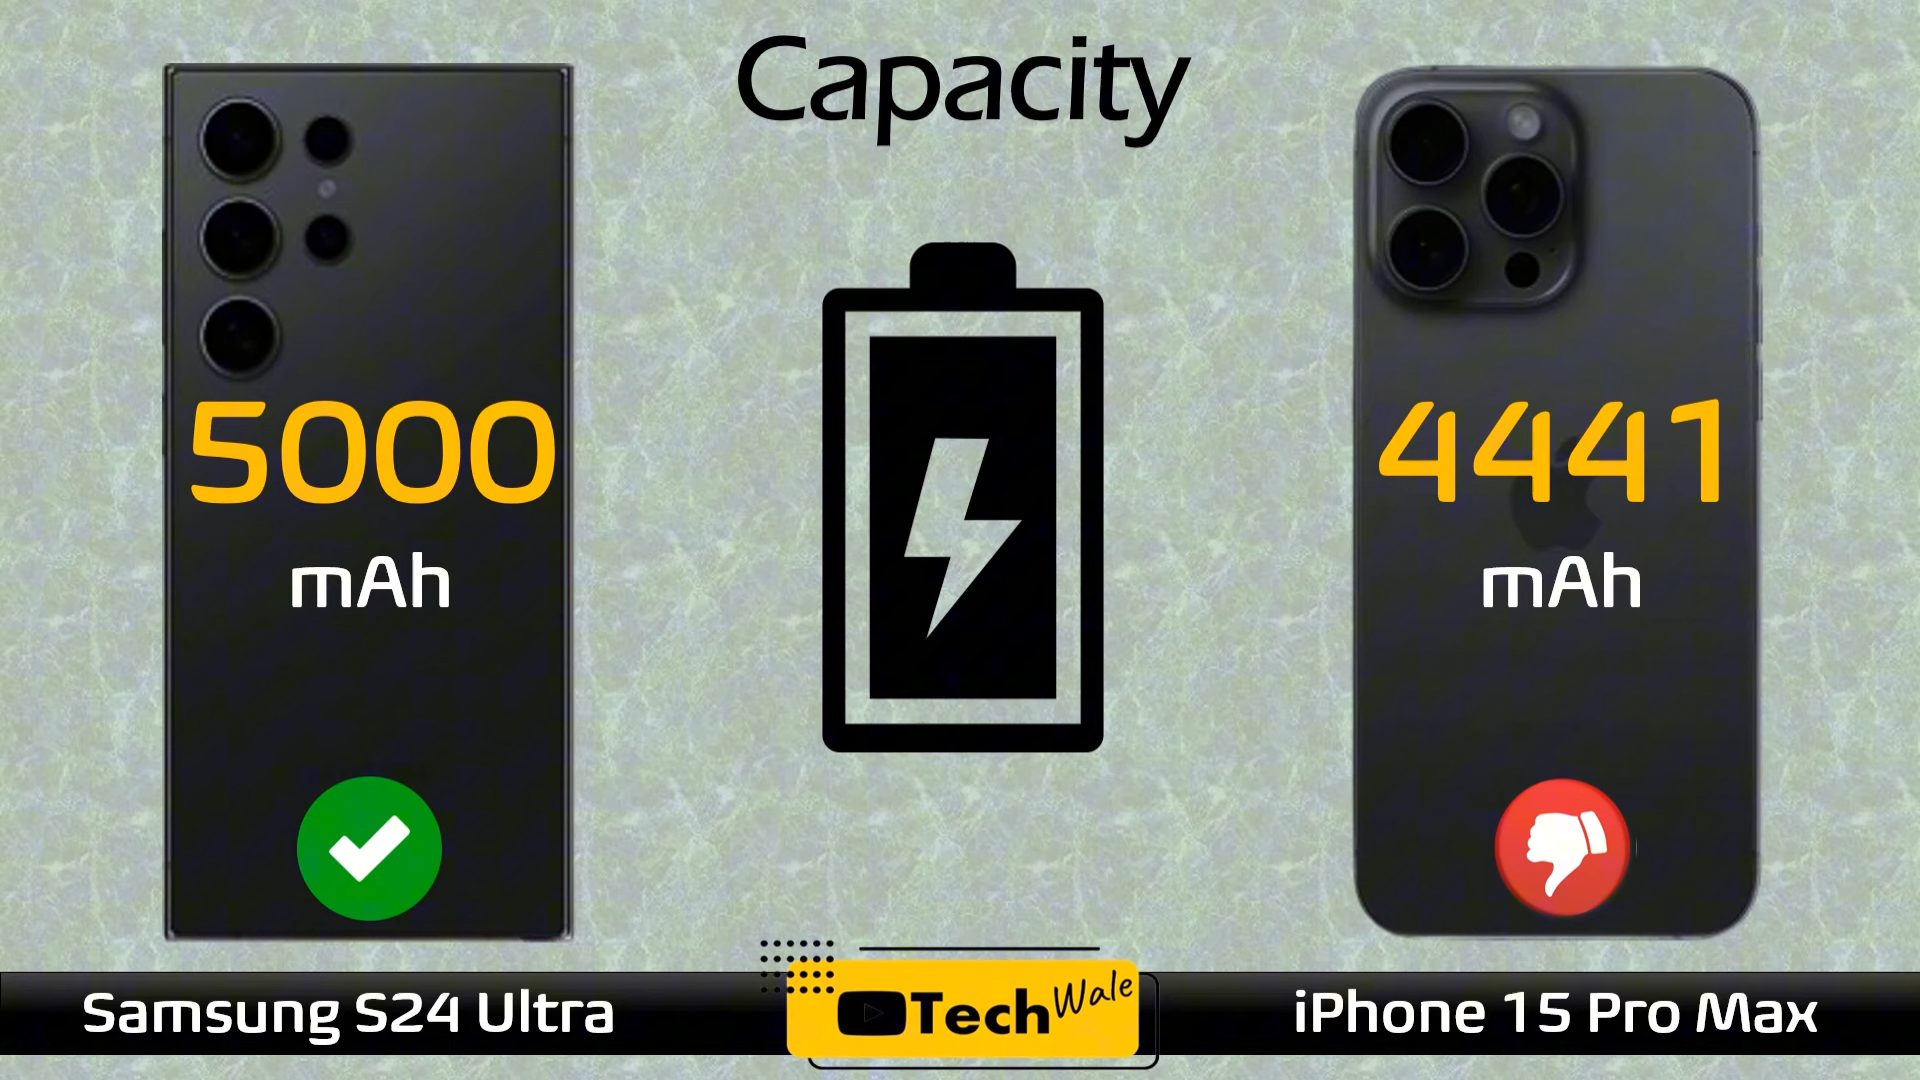 Capacity
5000
mAh
4441
mAh
Samsung S24 Ultra
TechWale
iPhone 15 Pro Max